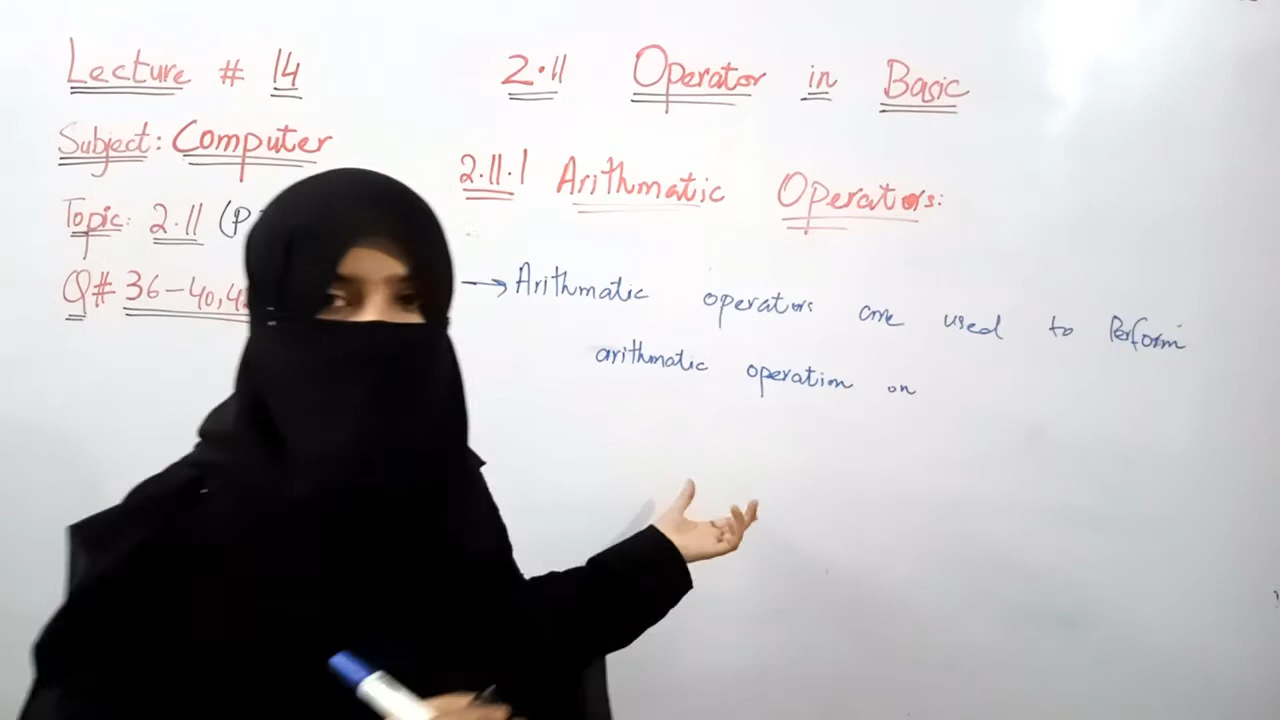 Lecture # 14
Subject: Computer
Topic: 2.11 (P
Q# 36-40,4
2.11 Operator in Basic
2.11.1 Arithmatic Operators:
→ Arithmatic operators are used to Perform
arithmatic operation on